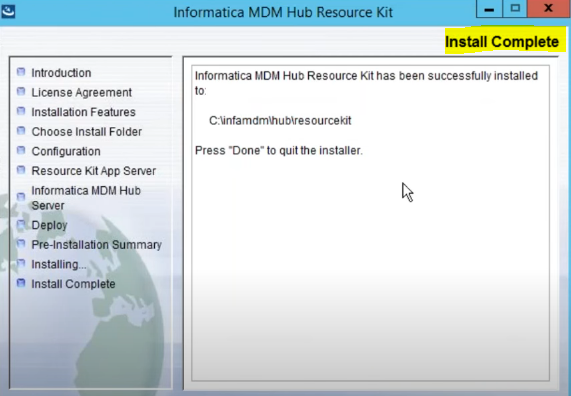 Informatica MDM Hub Resource Kit
Install Complete
Introduction
License Agreement
Installation Features
Choose Install Folder
Configuration
Resource Kit App Server
Informatica MDM Hub
Server
Deploy
Pre-Installation Summary
Installing...
Install Complete
Informatica MDM Hub Resource Kit has been successfully installed
to:
C:\infamdm\hub\resourcekit
Press "Done" to quit the installer.